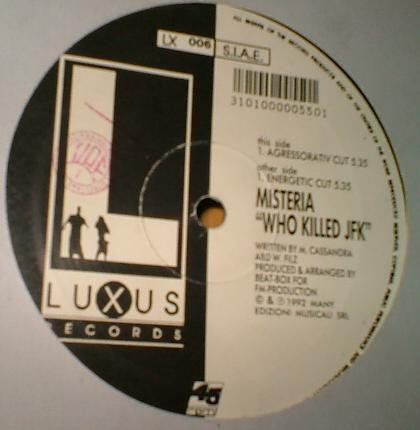 LX 006 S.I.A.E.
3101000005501
this side
1. AGRESSORATIV CUT 5.35
other side
1. ENERGETIC CUT 5.35
MISTERIA
"WHO KILLED JFK"
WRITTEN BY M. CASSANDRA
AND W. FILZ
PRODUCED & ARRANGED BY
BEAT-BOX FOR
FM-PRODUCTION
© & ℗ 1992 MANY
EDIZIONI MUSICALI SRL
LUXUS
RECORDS
45
RPM